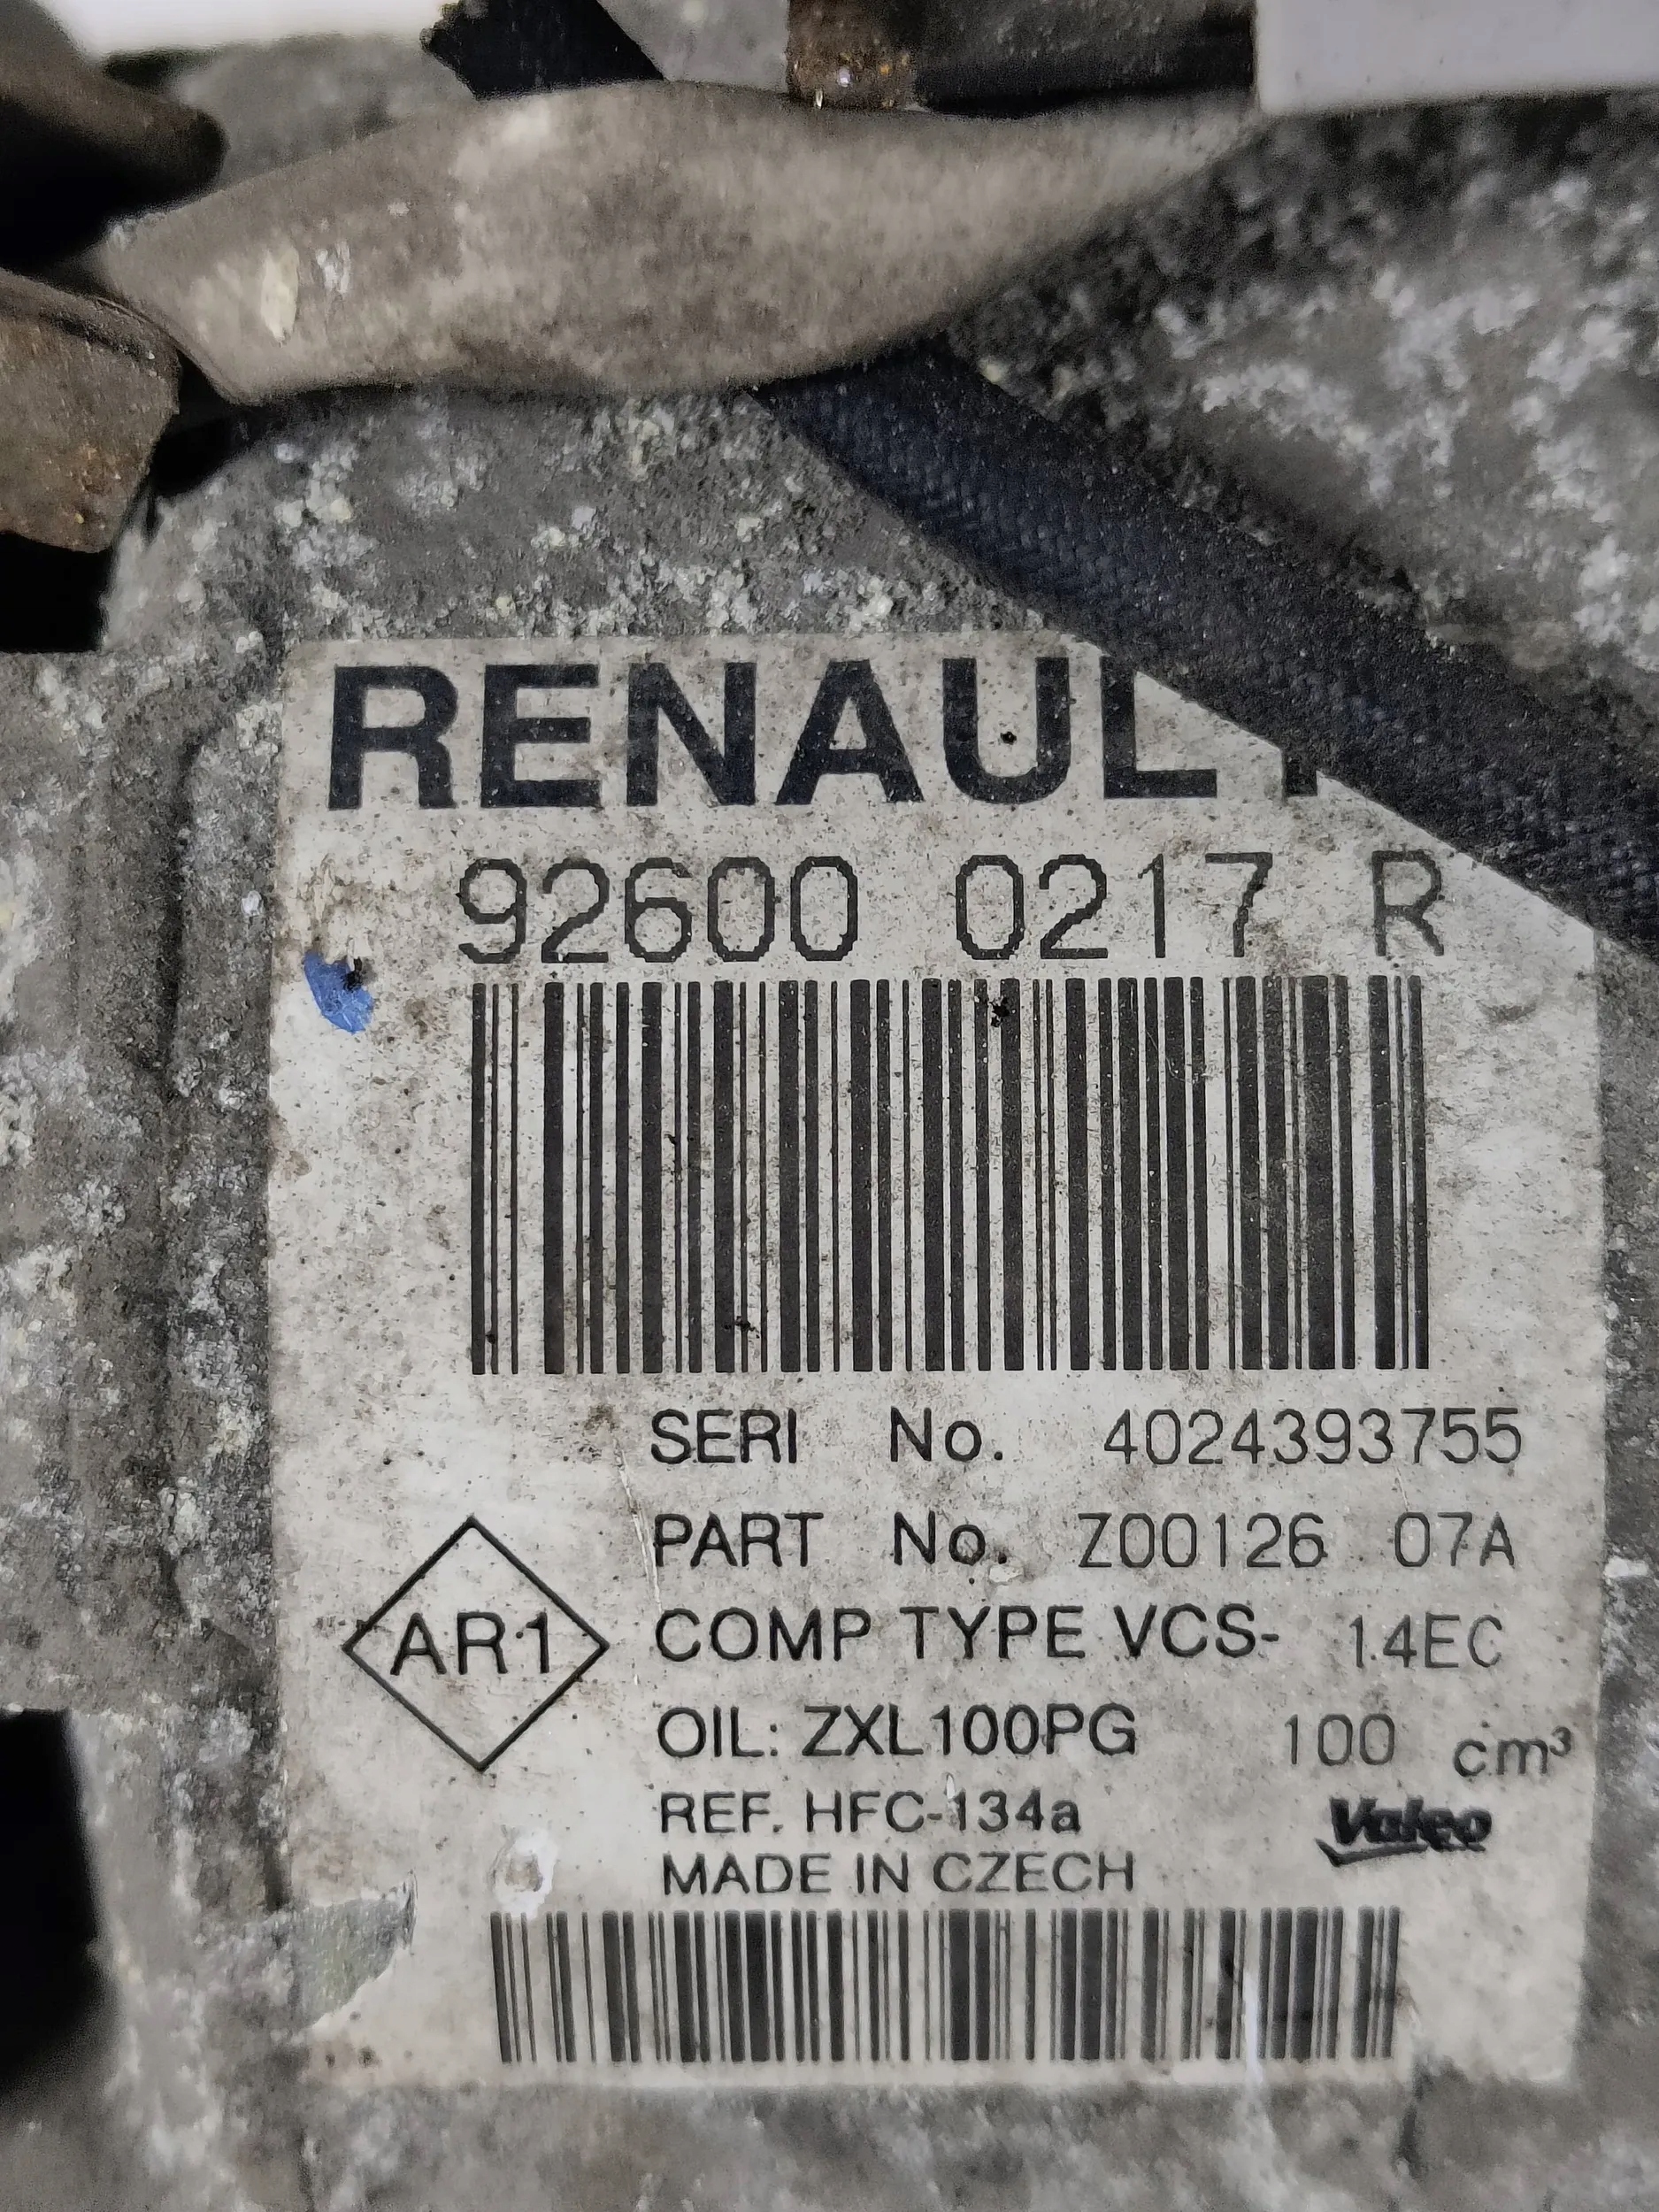 RENAULT
92600 0217 R
SERI No. 4024393755
PART No. Z00126 07A
AR1
COMP TYPE VCS- 14EC
OIL: ZXL100PG 100 cm³
REF. HFC-134a
Valeo
MADE IN CZECH